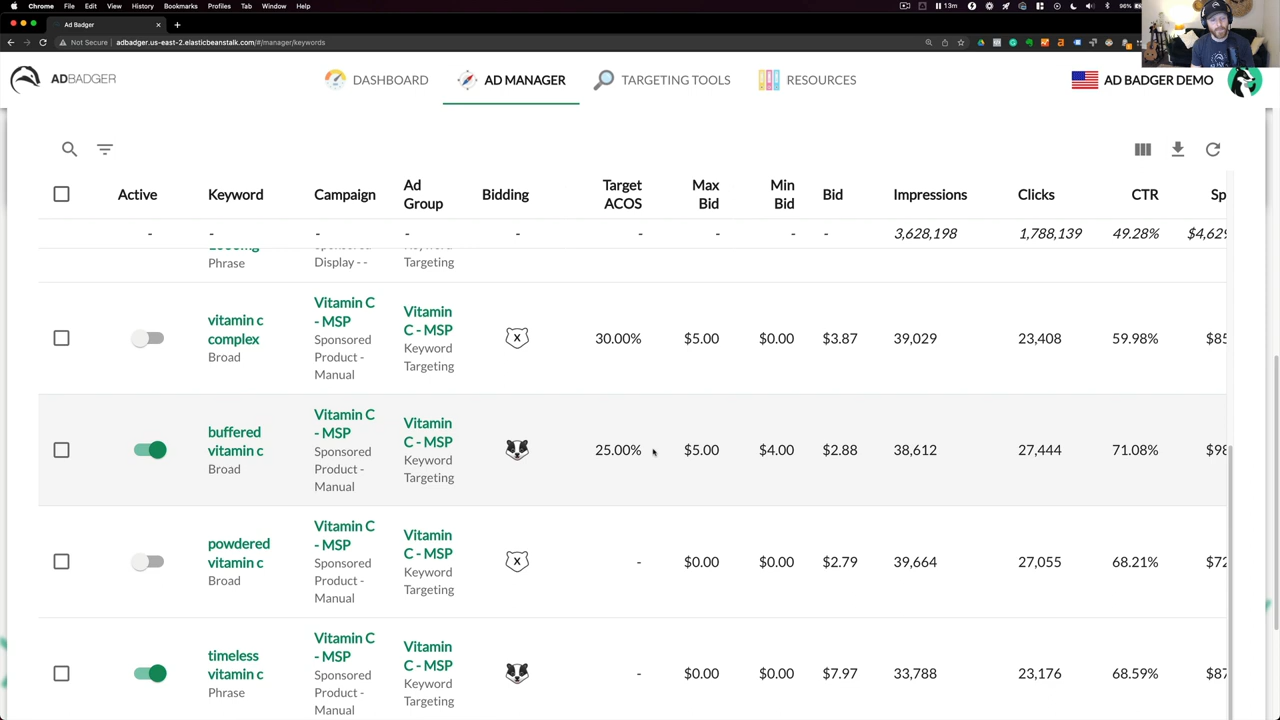 Chrome File Edit View History Bookmarks Profiles Tab Window Help 13m 96%
Ad Badger
Not Secure | adbadger.us-east-2.elasticbeanstalk.com/#/manager/keywords
ADBADGER DASHBOARD AD MANAGER TARGETING TOOLS RESOURCES AD BADGER DEMO
Active Keyword Campaign Ad Group Bidding Target ACOS Max Bid Min Bid Bid Impressions Clicks CTR Sp
- - - - - - - - - 3,628,198 1,788,139 49.28% $4,629
Phrase
Display - -
Targeting
vitamin c
complex
Broad
Vitamin C
- MSP
Sponsored
Product -
Manual
Vitamin
C - MSP
Keyword
Targeting
X
30.00% $5.00 $0.00 $3.87 39,029 23,408 59.98% $85
buffered
vitamin c
Broad
Vitamin C
- MSP
Sponsored
Product -
Manual
Vitamin
C - MSP
Keyword
Targeting
25.00% $5.00 $4.00 $2.88 38,612 27,444 71.08% $98
powdered
vitamin c
Broad
Vitamin C
- MSP
Sponsored
Product -
Manual
Vitamin
C - MSP
Keyword
Targeting
X
- $0.00 $0.00 $2.79 39,664 27,055 68.21% $72
timeless
vitamin c
Phrase
Vitamin C
- MSP
Sponsored
Product -
Manual
Vitamin
C - MSP
Keyword
Targeting
- $0.00 $0.00 $7.97 33,788 23,176 68.59% $87